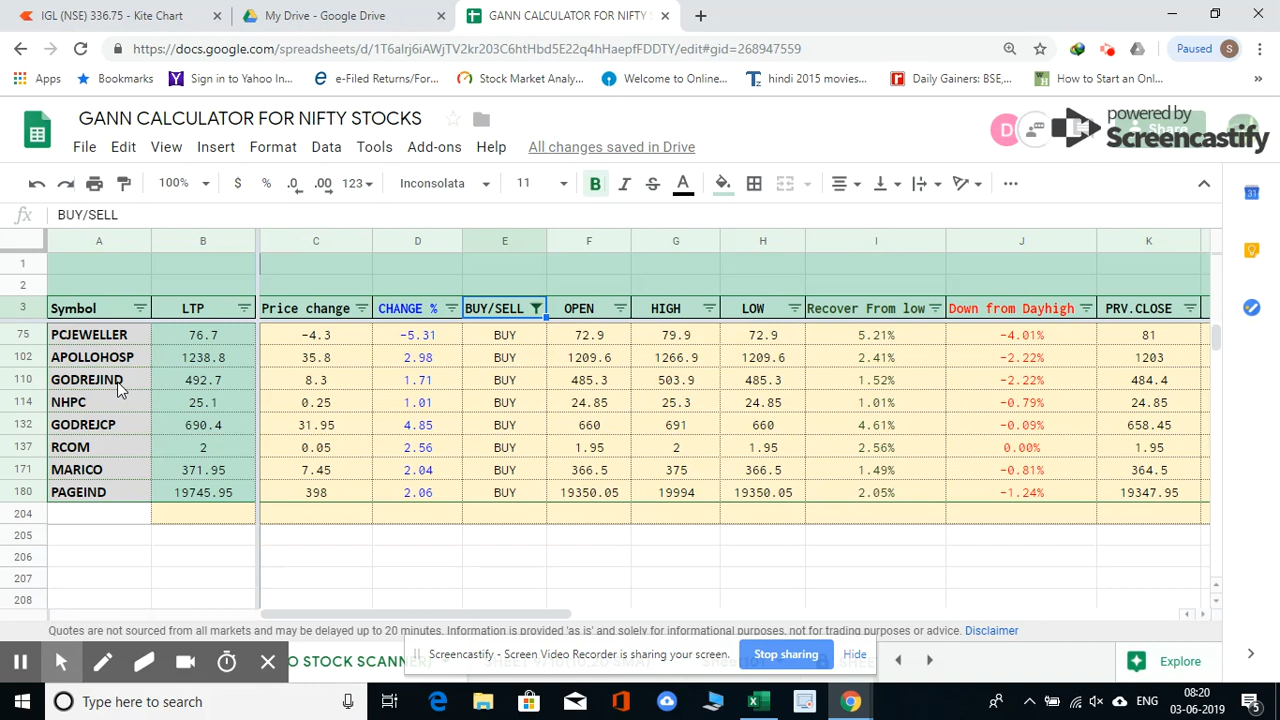 IGL (NSE) 336.75 - Kite Chart
My Drive - Google Drive
GANN CALCULATOR FOR NIFTY
https://docs.google.com/spreadsheets/d/1T6aIrj6iAWjTV2kr203C6htHbd5E22q4hHaepfFDDTY/edit#gid=268947559
Paused S
Apps Bookmarks Sign in to Yahoo In... e-Filed Returns/For... Stock Market Analy... Welcome to Online... hindi 2015 movies... Daily Gainers: BSE,... How to Start an Onl... »
GANN CALCULATOR FOR NIFTY STOCKS
D
Share
powered by
Screencastify
File Edit View Insert Format Data Tools Add-ons Help All changes saved in Drive
100% $ % .0 .00 123 Inconsolata 11 B I S A
fx BUY/SELL
A B C D E F G H I J K
1
2
3 Symbol LTP Price change CHANGE % BUY/SELL OPEN HIGH LOW Recover From low Down from Dayhigh PRV.CLOSE
75 PCJEWELLER 76.7 -4.3 -5.31 BUY 72.9 79.9 72.9 5.21% -4.01% 81
102 APOLLOHOSP 1238.8 35.8 2.98 BUY 1209.6 1266.9 1209.6 2.41% -2.22% 1203
110 GODREJIND 492.7 8.3 1.71 BUY 485.3 503.9 485.3 1.52% -2.22% 484.4
114 NHPC 25.1 0.25 1.01 BUY 24.85 25.3 24.85 1.01% -0.79% 24.85
132 GODREJCP 690.4 31.95 4.85 BUY 660 691 660 4.61% -0.09% 658.45
137 RCOM 2 0.05 2.56 BUY 1.95 2 1.95 2.56% 0.00% 1.95
171 MARICO 371.95 7.45 2.04 BUY 366.5 375 366.5 1.49% -0.81% 364.5
180 PAGEIND 19745.95 398 2.06 BUY 19350.05 19994 19350.05 2.05% -1.24% 19347.95
204
205
206
207
208
Quotes are not sourced from all markets and may be delayed up to 20 minutes. Information is provided 'as is' and solely for informational purposes, not for trading purposes or advice. Disclaimer
Screencastify - Screen Video Recorder is sharing your screen. Stop sharing Hide
O STOCK SCANNER)
Explore
Type here to search
ENG
08:20
03-06-2019
5